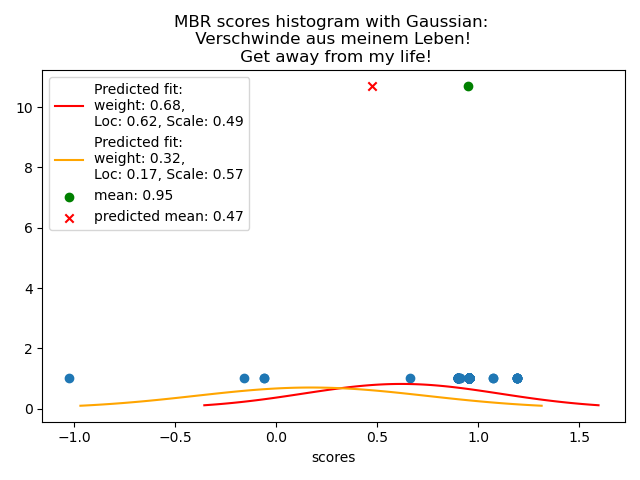 MBR scores histogram with Gaussian:
Verschwinde aus meinem Leben!
Get away from my life!
Predicted fit:
weight: 0.68,
Loc: 0.62, Scale: 0.49
Predicted fit:
weight: 0.32,
Loc: 0.17, Scale: 0.57
mean: 0.95
predicted mean: 0.47
10
8
6
4
2
0
−1.0 −0.5 0.0 0.5 1.0 1.5
scores